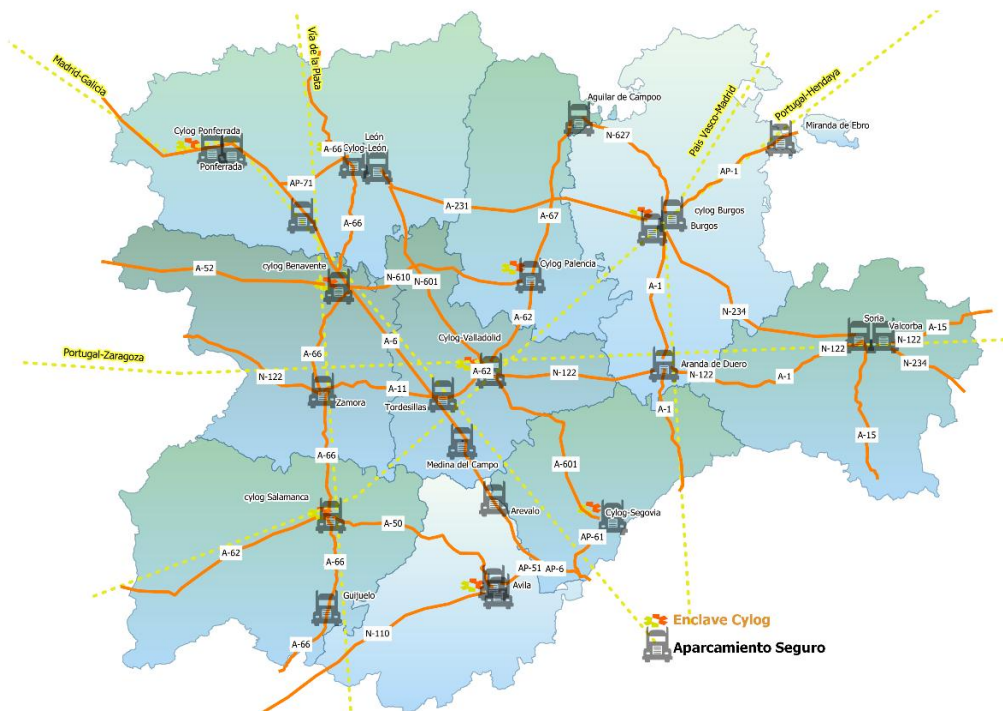 Madrid-Galicia
Vía de la Plata
País Vasco-Madrid
Portugal-Hendaya
Aguilar de Campoo
Miranda de Ebro
N-627
Cylog Ponferrada
Ponferrada
León
A-66
Cylog-León
AP-1
AP-71
A-231
A-67
cylog Burgos
Burgos
A-66
cylog Benavente
A-52
N-610
N-601
Cylog Palencia
A-1
N-234
A-62
Soria
Valcorba
A-15
N-122
N-122
N-234
Cylog-Valladolid
A-6
A-66
Portugal-Zaragoza
A-62
N-122
Aranda de Duero
N-122
A-1
N-122
A-11
Zamora
Tordesillas
A-1
A-15
A-66
Medina del Campo
A-601
cylog Salamanca
Arevalo
Cylog-Segovia
A-50
AP-61
A-62
A-66
AP-51
AP-6
Avila
Guijuelo
N-110
A-66
Enclave Cylog
Aparcamiento Seguro